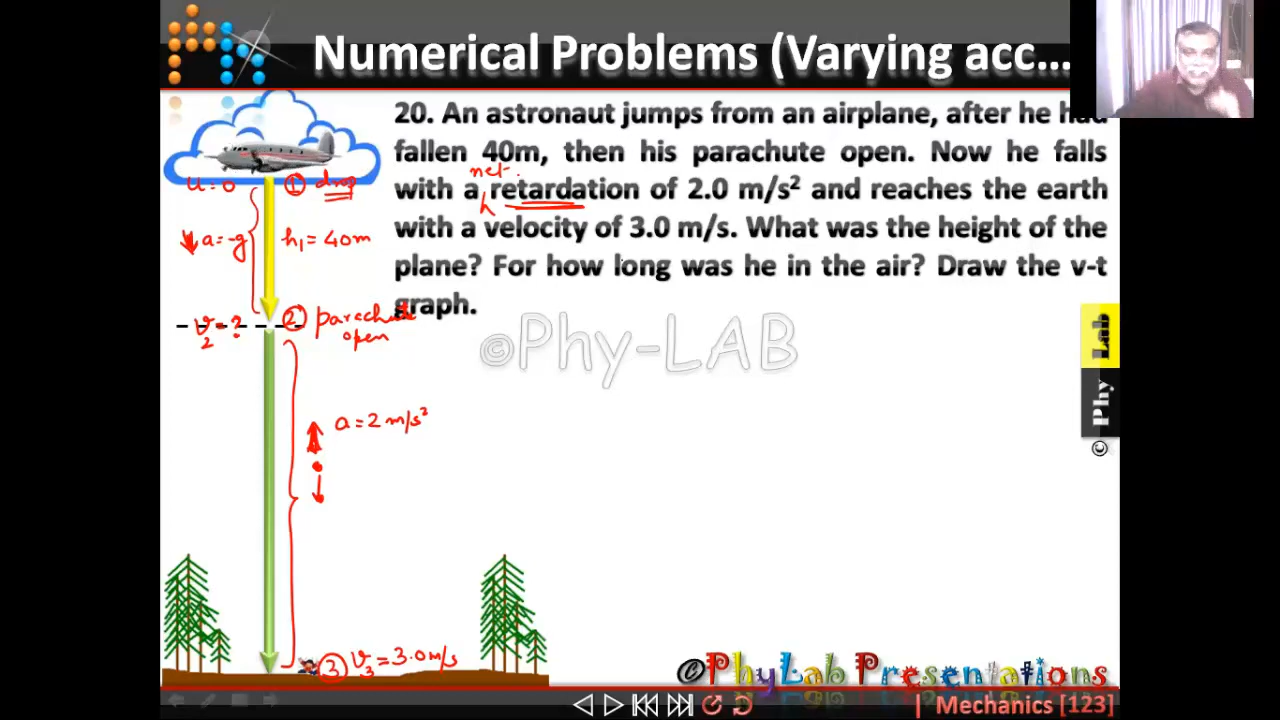 Numerical Problems (Varying acc...
20. An astronaut jumps from an airplane, after he had
fallen 40m, then his parachute open. Now he falls
net
with a retardation of 2.0 m/s² and reaches the earth
h
with a velocity of 3.0 m/s. What was the height of the
plane? For how long was he in the air? Draw the v-t
graph.
u=0 ① drop
a=-g h₁=40m
v₂=? ② parachute
open
©Phy-LAB
a=2 m/s²
© Phy Lab
③ v₃=3.0m/s
©PhyLab Presentations
| Mechanics [123]